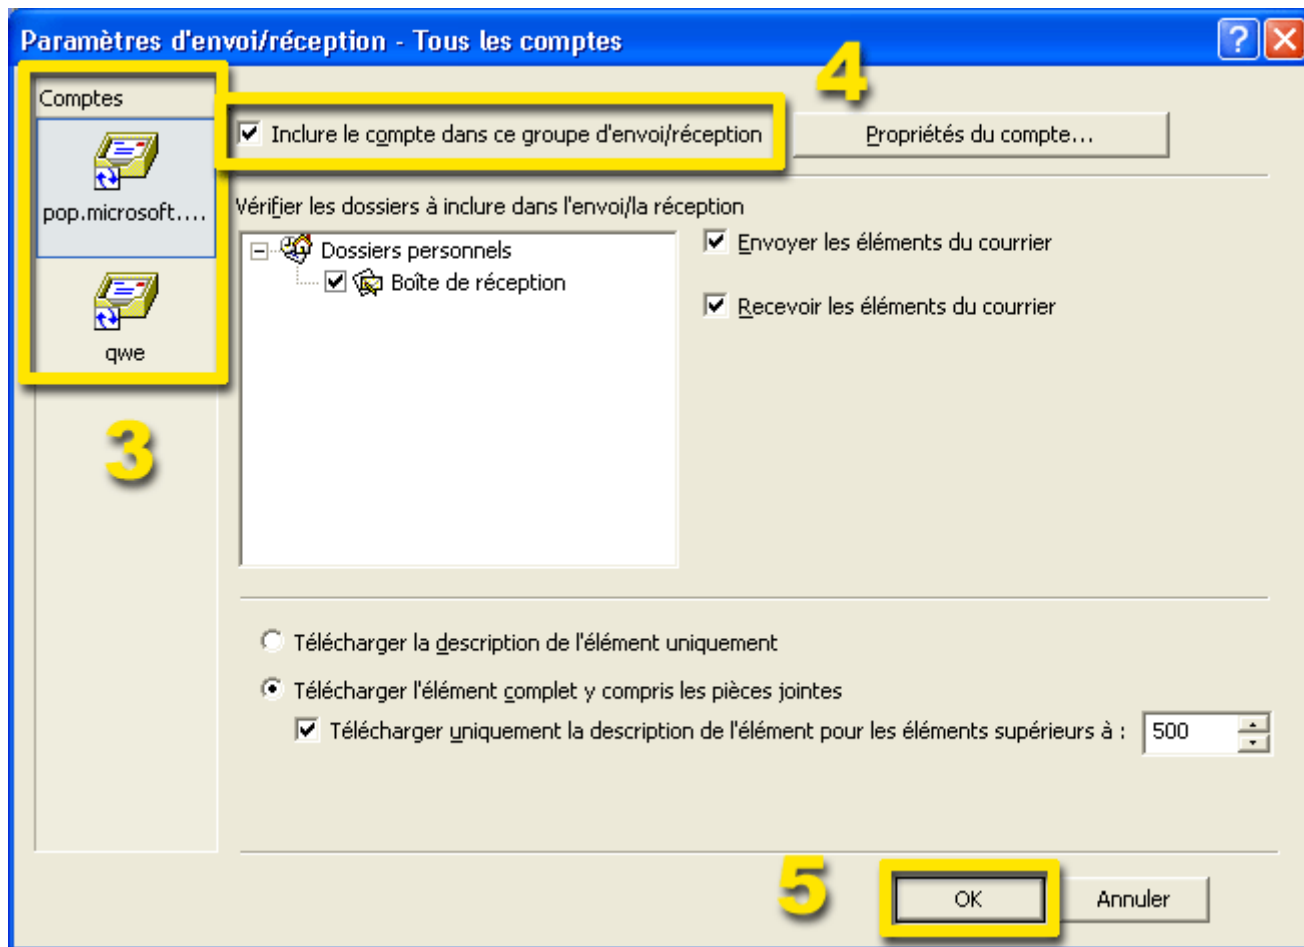 Paramètres d'envoi/réception - Tous les comptes
4
Comptes
Inclure le compte dans ce groupe d'envoi/réception
Propriétés du compte...
pop.microsoft....
Vérifier les dossiers à inclure dans l'envoi/la réception
Dossiers personnels
Envoyer les éléments du courrier
Boîte de réception
Recevoir les éléments du courrier
qwe
3
Télécharger la description de l'élément uniquement
Télécharger l'élément complet y compris les pièces jointes
Télécharger uniquement la description de l'élément pour les éléments supérieurs à : 500
5
OK
Annuler